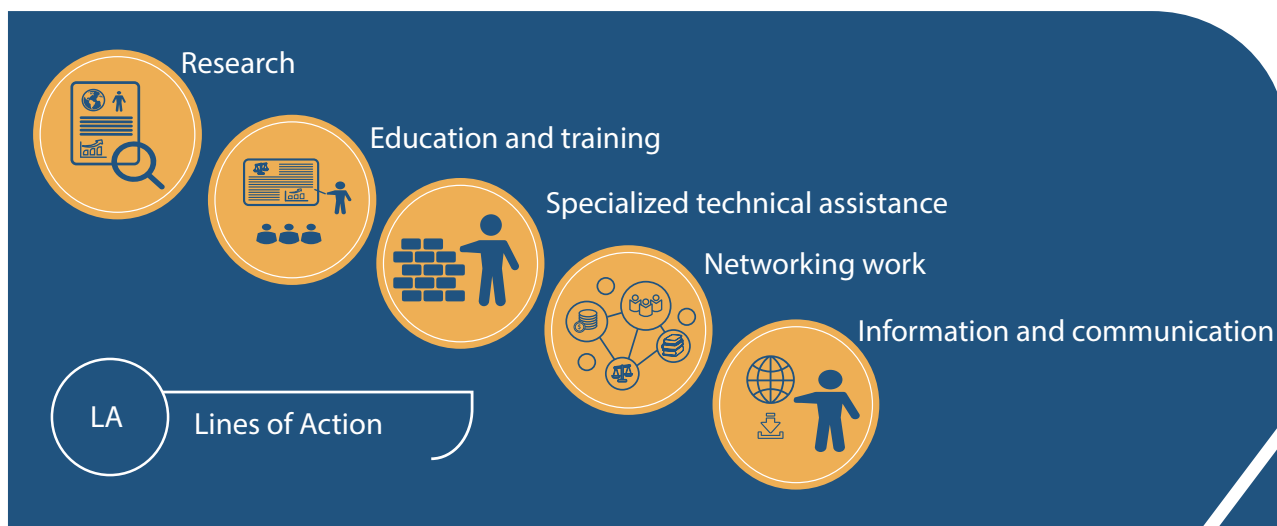 Research
Education and training
Specialized technical assistance
Networking work
Information and communication
LA
Lines of Action